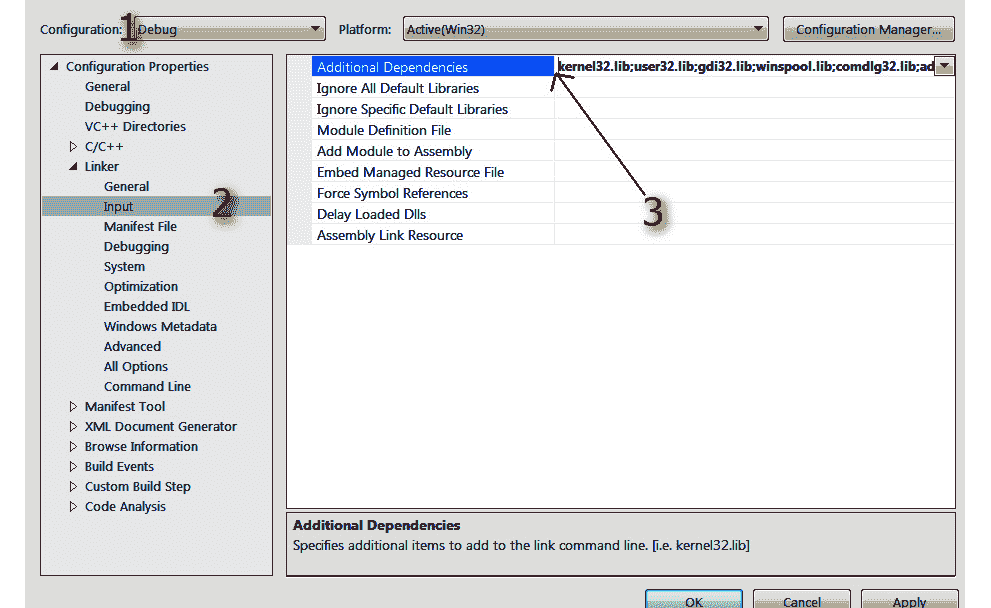 Configuration: 1 Debug Platform: Active(Win32) Configuration Manager...
Configuration Properties
General
Debugging
VC++ Directories
C/C++
Linker
General
Input 2
Manifest File
Debugging
System
Optimization
Embedded IDL
Windows Metadata
Advanced
All Options
Command Line
Manifest Tool
XML Document Generator
Browse Information
Build Events
Custom Build Step
Code Analysis
Additional Dependencies kernel32.lib;user32.lib;gdi32.lib;winspool.lib;comdlg32.lib;ad
Ignore All Default Libraries
Ignore Specific Default Libraries
Module Definition File
Add Module to Assembly
Embed Managed Resource File
Force Symbol References
Delay Loaded Dlls
Assembly Link Resource
3
Additional Dependencies
Specifies additional items to add to the link command line. [i.e. kernel32.lib]
OK Cancel Apply